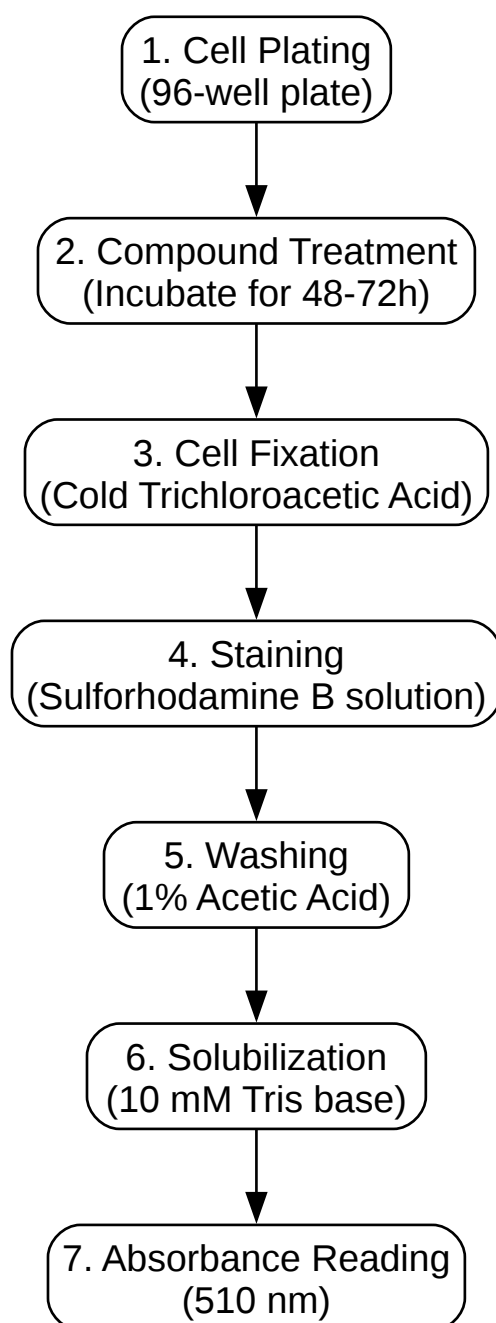 1. Cell Plating
(96-well plate)
2. Compound Treatment
(Incubate for 48-72h)
3. Cell Fixation
(Cold Trichloroacetic Acid)
4. Staining
(Sulforhodamine B solution)
5. Washing
(1% Acetic Acid)
6. Solubilization
(10 mM Tris base)
7. Absorbance Reading
(510 nm)